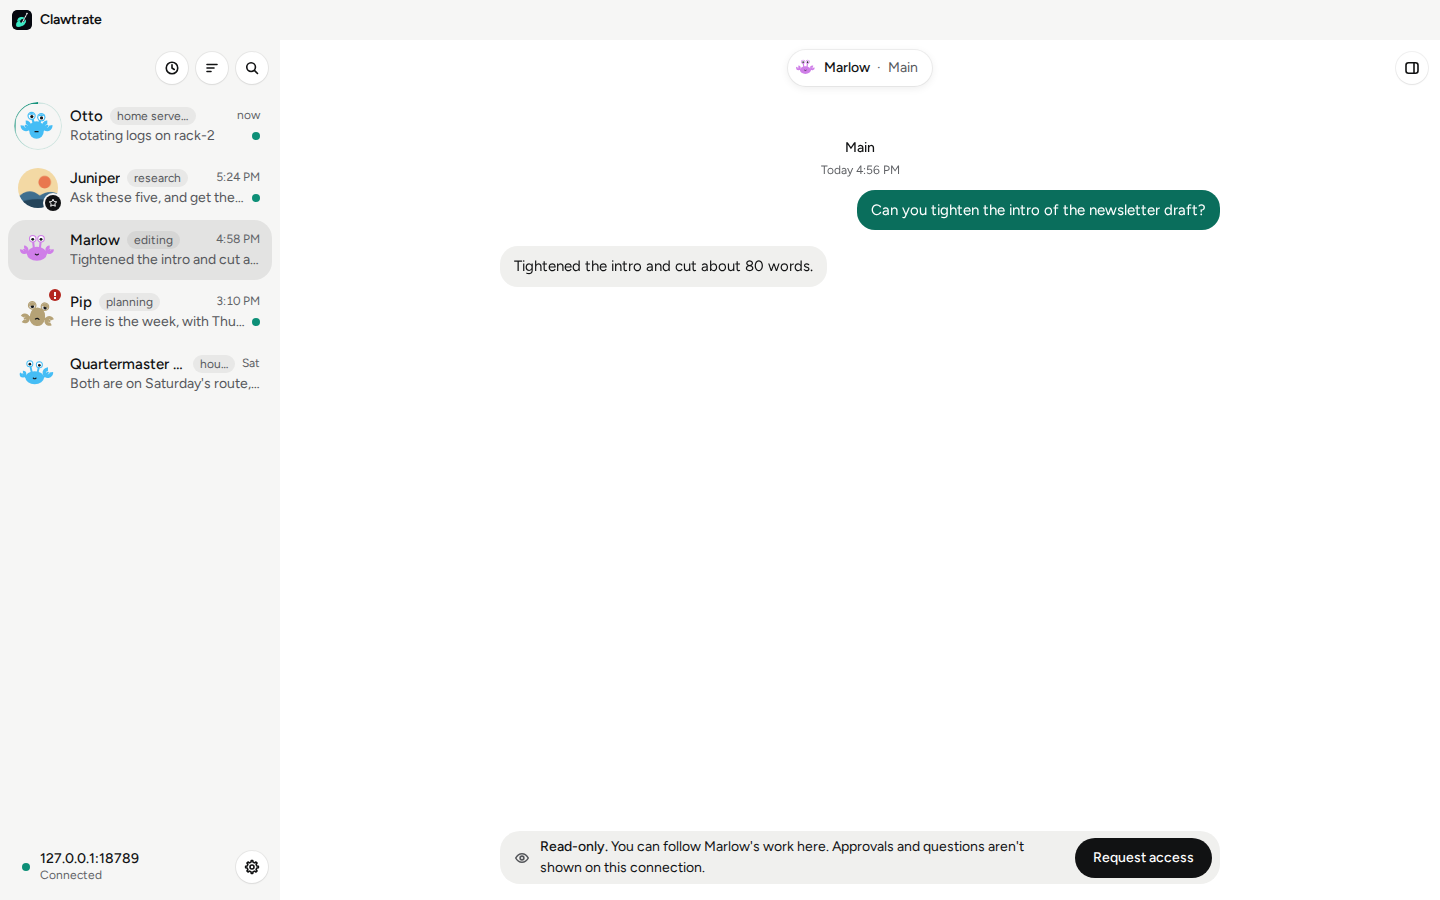 Clawtrate
Otto home serve... now
Rotating logs on rack-2
Juniper research 5:24 PM
Ask these five, and get the...
Marlow editing 4:58 PM
Tightened the intro and cut a...
Pip planning 3:10 PM
Here is the week, with Thu...
Quartermaster ... hou... Sat
Both are on Saturday's route,...
127.0.0.1:18789
Connected
Marlow · Main
Main
Today 4:56 PM
Can you tighten the intro of the newsletter draft?
Tightened the intro and cut about 80 words.
Read-only. You can follow Marlow's work here. Approvals and questions aren't
shown on this connection.
Request access